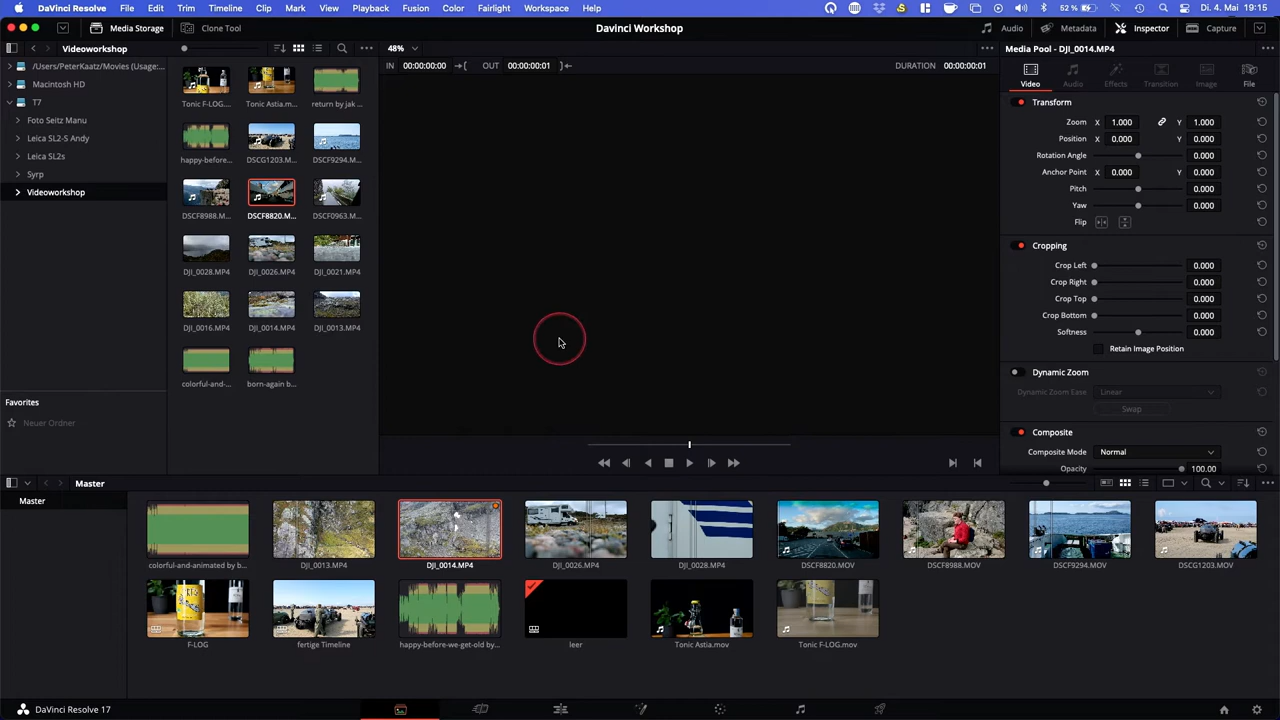 DaVinci Resolve File Edit Trim Timeline Clip Mark View Playback Fusion Color Fairlight Workspace Help Di. 4. Mai 19:15
Media Storage Clone Tool DaVinci Workshop Audio Metadata Inspector Capture
Videoworkshop 48% Media Pool - DJI_0014.MP4
IN 00:00:00:00 OUT 00:00:00:01 DURATION 00:00:00:01
/Users/PeterKaatz/Movies (Usage:...
Macintosh HD
T7
Foto Seitz Manu
Leica SL2-S Andy
Leica SL2s
Syrp
Videoworkshop
Favorites
Neuer Ordner
Tonic F-LOG.... Tonic Astia.m... return by jak ...
happy-before... DSCG1203.M... DSCF9294.M...
DSCF8988.M... DSCF8820.M... DSCF0963.M...
DJI_0028.MP4 DJI_0026.MP4 DJI_0021.MP4
DJI_0016.MP4 DJI_0014.MP4 DJI_0013.MP4
colorful-and-... born-again b...
Video Audio Effects Transition Image File
Transform
Zoom X 1.000 Y 1.000
Position X 0.000 Y 0.000
Rotation Angle 0.000
Anchor Point X 0.000 Y 0.000
Pitch 0.000
Yaw 0.000
Flip
Cropping
Crop Left 0.000
Crop Right 0.000
Crop Top 0.000
Crop Bottom 0.000
Softness 0.000
Retain Image Position
Dynamic Zoom
Dynamic Zoom Ease Linear
Swap
Composite
Composite Mode Normal
Opacity 100.00
Master
Master
colorful-and-animated by b... DJI_0013.MP4 DJI_0014.MP4 DJI_0026.MP4 DJI_0028.MP4 DSCF8820.MOV DSCF8988.MOV DSCF9294.MOV DSCG1203.MOV
F-LOG fertige Timeline happy-before-we-get-old by... leer Tonic Astia.mov Tonic F-LOG.mov
DaVinci Resolve 17